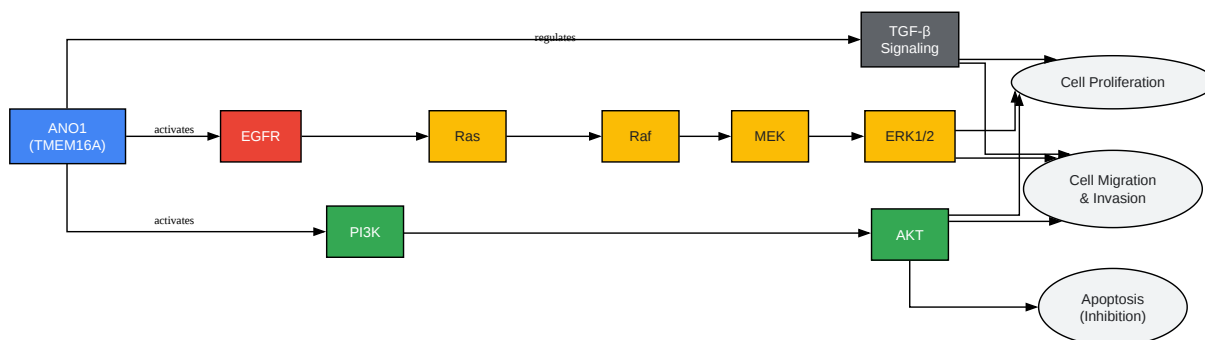 regulates
TGF-β
Signaling
Cell Proliferation
ANO1
(TMEM16A)
activates
EGFR
Ras
Raf
MEK
ERK1/2
Cell Migration
& Invasion
activates
PI3K
AKT
Apoptosis
(Inhibition)